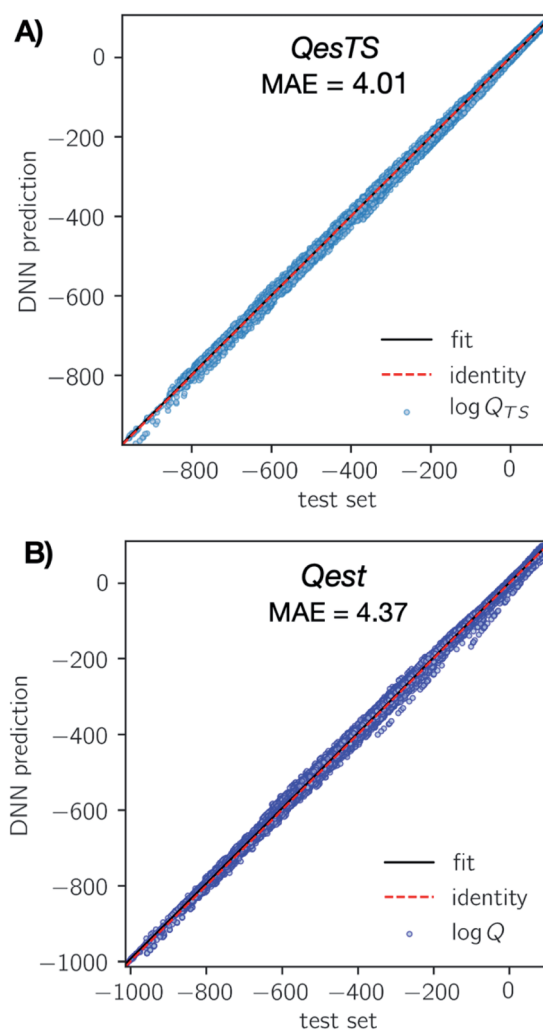 A)
QesTS
MAE = 4.01
0
−200
−400
−600
−800
DNN prediction
fit
identity
log Q_TS
−800 −600 −400 −200 0
test set
B)
Qest
MAE = 4.37
0
−200
−400
−600
−800
−1000
DNN prediction
fit
identity
log Q
−1000 −800 −600 −400 −200 0
test set